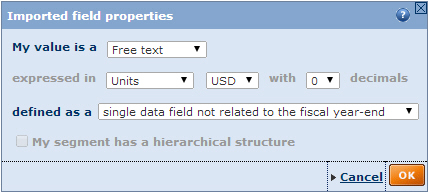 Imported field properties ?
My value is a Free text
expressed in Units USD with 0 decimals
defined as a single data field not related to the fiscal year-end
My segment has a hierarchical structure
Cancel OK